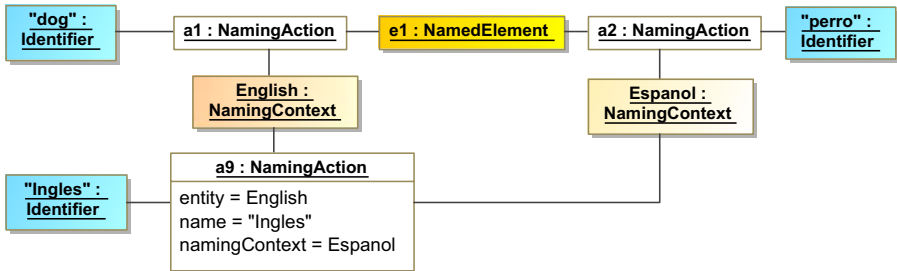 "dog" :
Identifier
a1 : NamingAction
e1 : NamedElement
a2 : NamingAction
"perro" :
Identifier
English :
NamingContext
Espanol :
NamingContext
a9 : NamingAction
"Ingles" :
Identifier
entity = English
name = "Ingles"
namingContext = Espanol